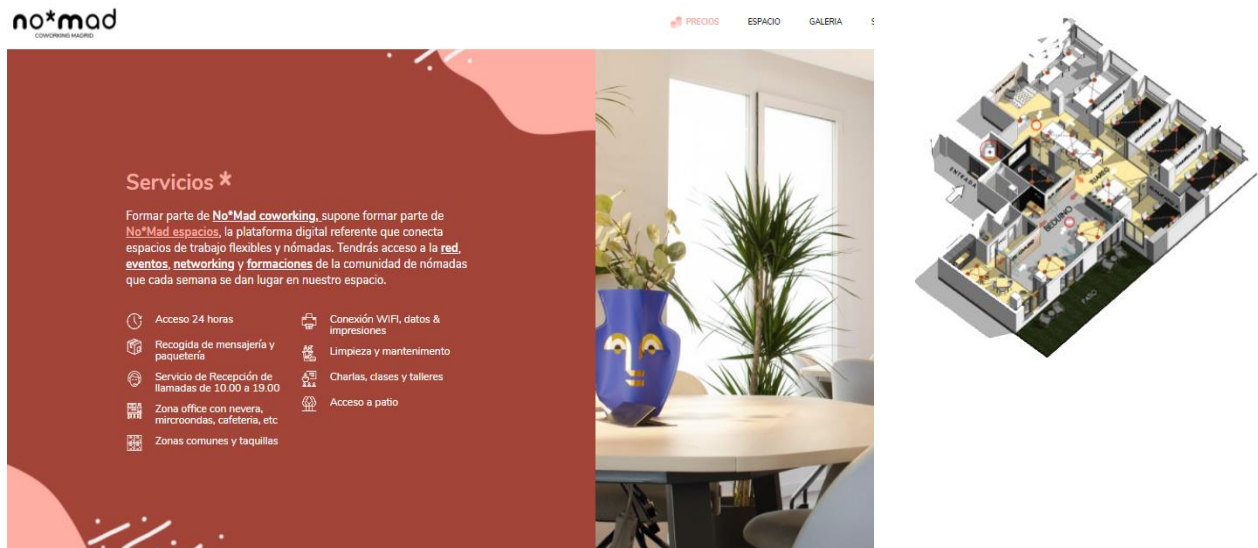 no*mad
COWORKING MADRID
PRECIOS
ESPACIO
GALERIA
S
Servicios *
Formar parte de No*Mad coworking, supone formar parte de
No*Mad espacios, la plataforma digital referente que conecta
espacios de trabajo flexibles y nómadas. Tendrás acceso a la red,
eventos, networking y formaciones de la comunidad de nómadas
que cada semana se dan lugar en nuestro espacio.
Acceso 24 horas
Recogida de mensajería y
paquetería
Servicio de Recepción de
llamadas de 10.00 a 19.00
Zona office con nevera,
mircroondas, cafeteria, etc
Zonas comunes y taquillas
Conexión WIFI, datos &
impresiones
Limpieza y mantenimento
Charlas, clases y talleres
Acceso a patio
ENTRADA
BEDUINO
PATIO